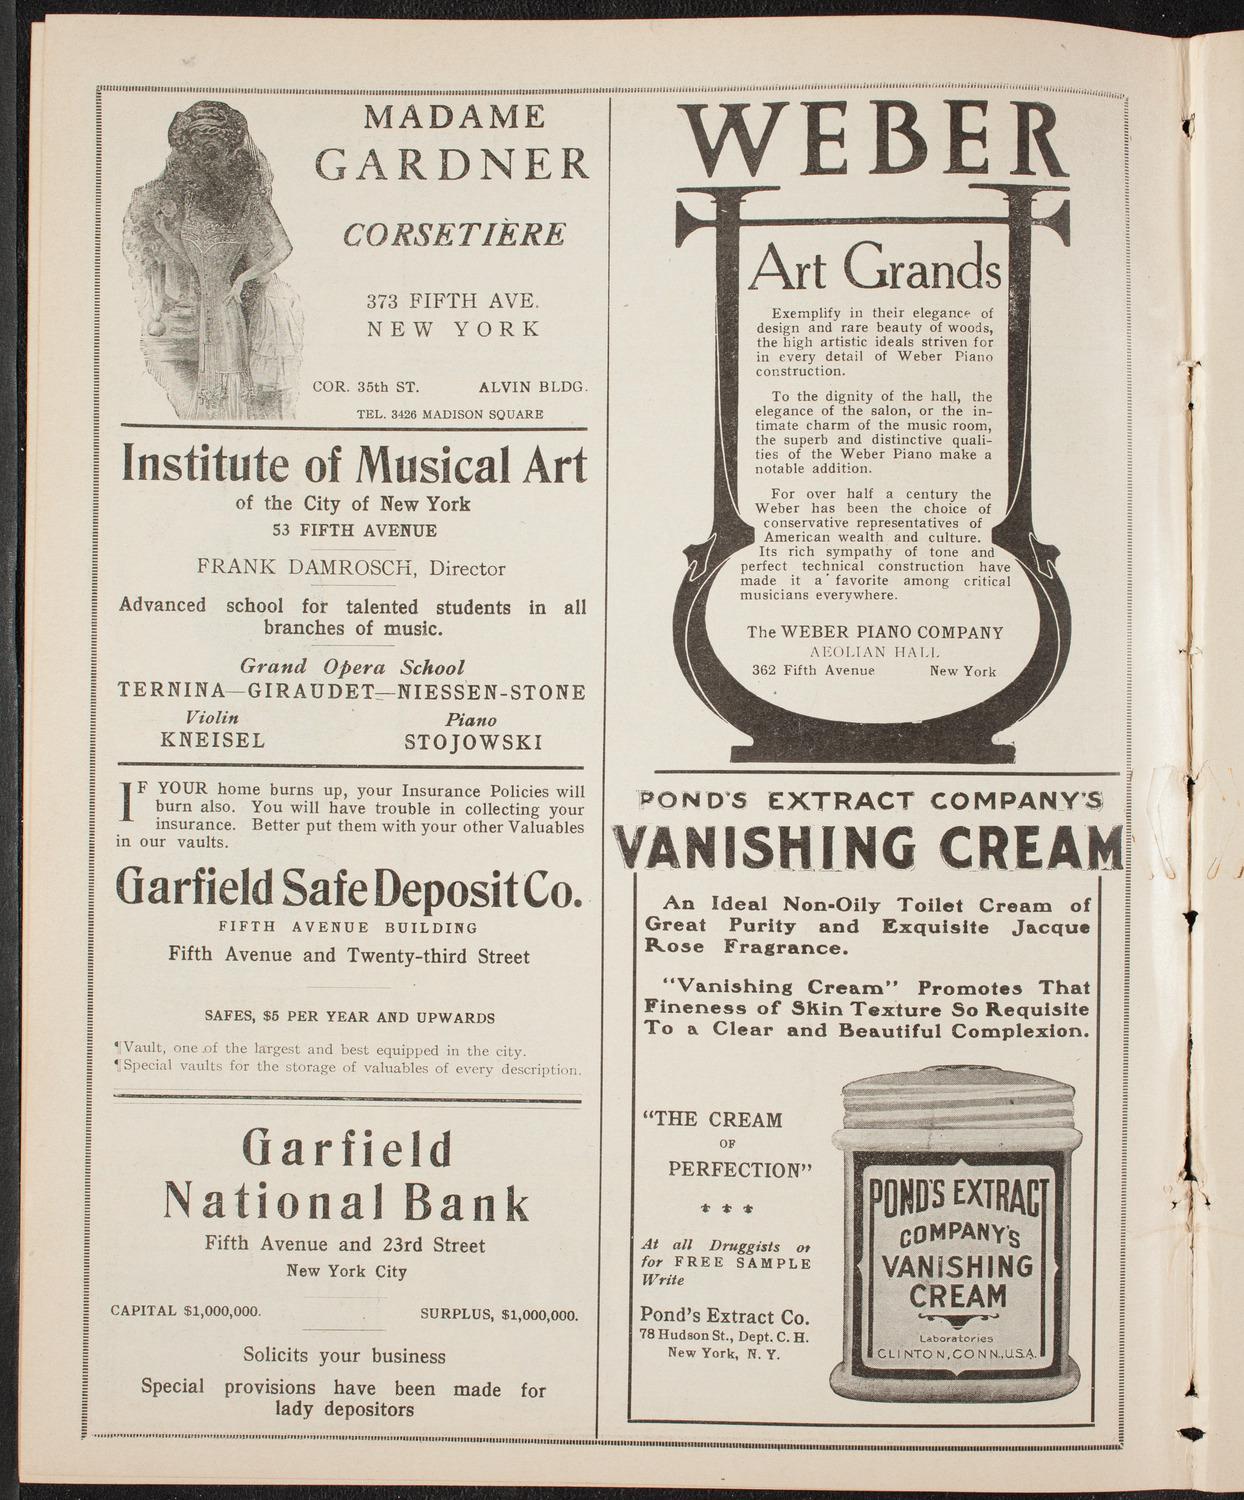 MADAME
GARDNER
CORSETIÈRE
373 FIFTH AVE.
NEW YORK
COR. 35th ST. ALVIN BLDG.
TEL. 3426 MADISON SQUARE
Institute of Musical Art
of the City of New York
53 FIFTH AVENUE
FRANK DAMROSCH, Director
Advanced school for talented students in all
branches of music.
Grand Opera School
TERNINA—GIRAUDET—NIESSEN-STONE
Violin Piano
KNEISEL STOJOWSKI
IF YOUR home burns up, your Insurance Policies will
burn also. You will have trouble in collecting your
insurance. Better put them with your other Valuables
in our vaults.
Garfield Safe Deposit Co.
FIFTH AVENUE BUILDING
Fifth Avenue and Twenty-third Street
SAFES, $5 PER YEAR AND UPWARDS
¶Vault, one of the largest and best equipped in the city.
¶Special vaults for the storage of valuables of every description.
Garfield
National Bank
Fifth Avenue and 23rd Street
New York City
CAPITAL $1,000,000. SURPLUS, $1,000,000.
Solicits your business
Special provisions have been made for
lady depositors
WEBER
Art Grands
Exemplify in their elegance of
design and rare beauty of woods,
the high artistic ideals striven for
in every detail of Weber Piano
construction.
To the dignity of the hall, the
elegance of the salon, or the in-
timate charm of the music room,
the superb and distinctive quali-
ties of the Weber Piano make a
notable addition.
For over half a century the
Weber has been the choice of
conservative representatives of
American wealth and culture.
Its rich sympathy of tone and
perfect technical construction have
made it a favorite among critical
musicians everywhere.
The WEBER PIANO COMPANY
AEOLIAN HALL
362 Fifth Avenue New York
POND'S EXTRACT COMPANY'S
VANISHING CREAM
An Ideal Non-Oily Toilet Cream of
Great Purity and Exquisite Jacque
Rose Fragrance.
"Vanishing Cream" Promotes That
Fineness of Skin Texture So Requisite
To a Clear and Beautiful Complexion.
"THE CREAM
OF
PERFECTION"
At all Druggists or
for FREE SAMPLE
Write
Pond's Extract Co.
78 Hudson St., Dept. C. H.
New York, N. Y.
POND'S EXTRACT
COMPANY'S
VANISHING
CREAM
Laboratories
CLINTON, CONN., U.S.A.